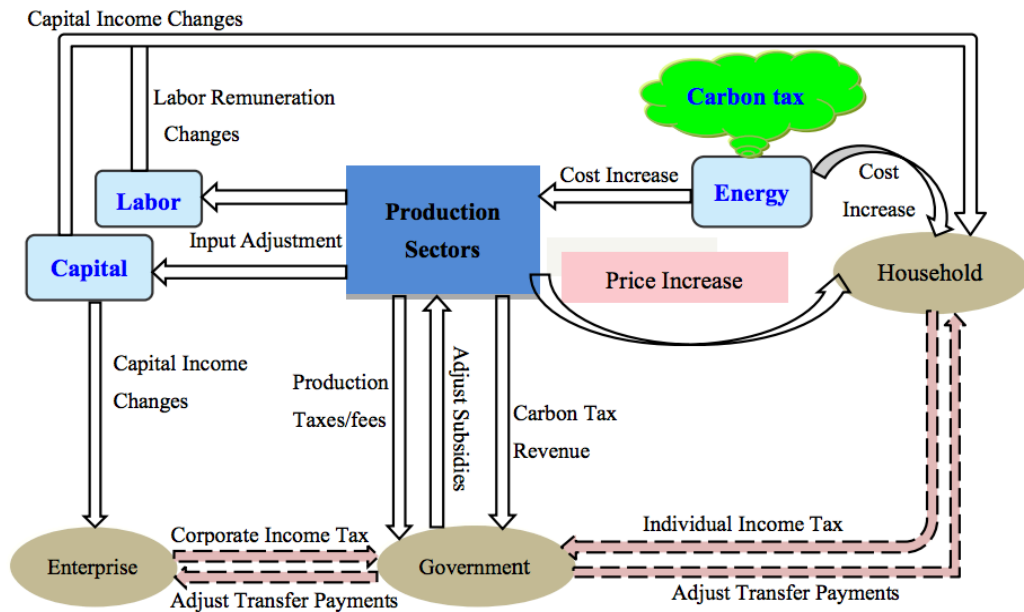 Capital Income Changes
Carbon tax
Labor Remuneration
Changes
Cost Increase
Energy
Cost
Increase
Labor
Production
Sectors
Input Adjustment
Capital
Price Increase
Household
Capital Income
Changes
Production
Taxes/fees
Adjust Subsidies
Carbon Tax
Revenue
Corporate Income Tax
Individual Income Tax
Enterprise
Government
Adjust Transfer Payments
Adjust Transfer Payments